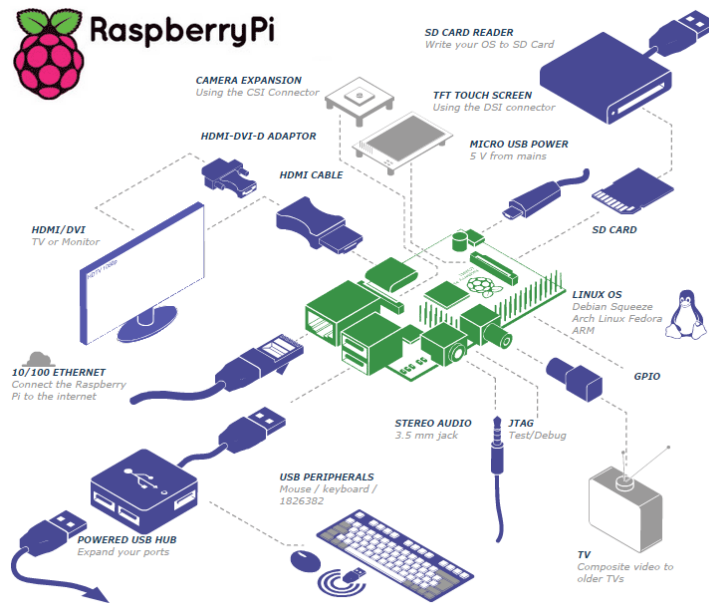 RaspberryPi
SD CARD READER
Write your OS to SD Card
CAMERA EXPANSION
Using the CSI Connector
TFT TOUCH SCREEN
Using the DSI connector
HDMI-DVI-D ADAPTOR
MICRO USB POWER
5 V from mains
HDMI CABLE
HDMI/DVI
TV or Monitor
SD CARD
HDTV 1080p
LINUX OS
Debian Squeeze
Arch Linux Fedora
ARM
10/100 ETHERNET
Connect the Raspberry
Pi to the internet
GPIO
STEREO AUDIO
3.5 mm jack
JTAG
Test/Debug
USB PERIPHERALS
Mouse / keyboard /
1826382
POWERED USB HUB
Expand your ports
TV
Composite video to
older TVs